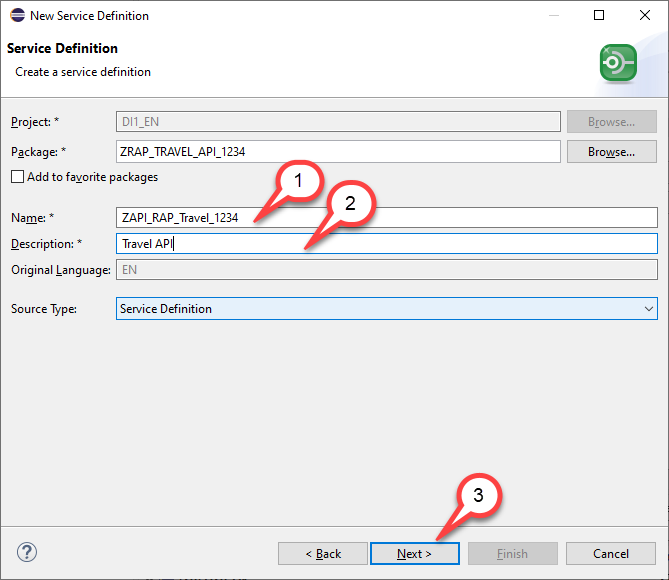 New Service Definition
Service Definition
Create a service definition
Project: * DI1_EN Browse...
Package: * ZRAP_TRAVEL_API_1234 Browse...
Add to favorite packages
1
Name: * ZAPI_RAP_Travel_1234
2
Description: * Travel API
Original Language: EN
Source Type: Service Definition
3
? < Back Next > Finish Cancel